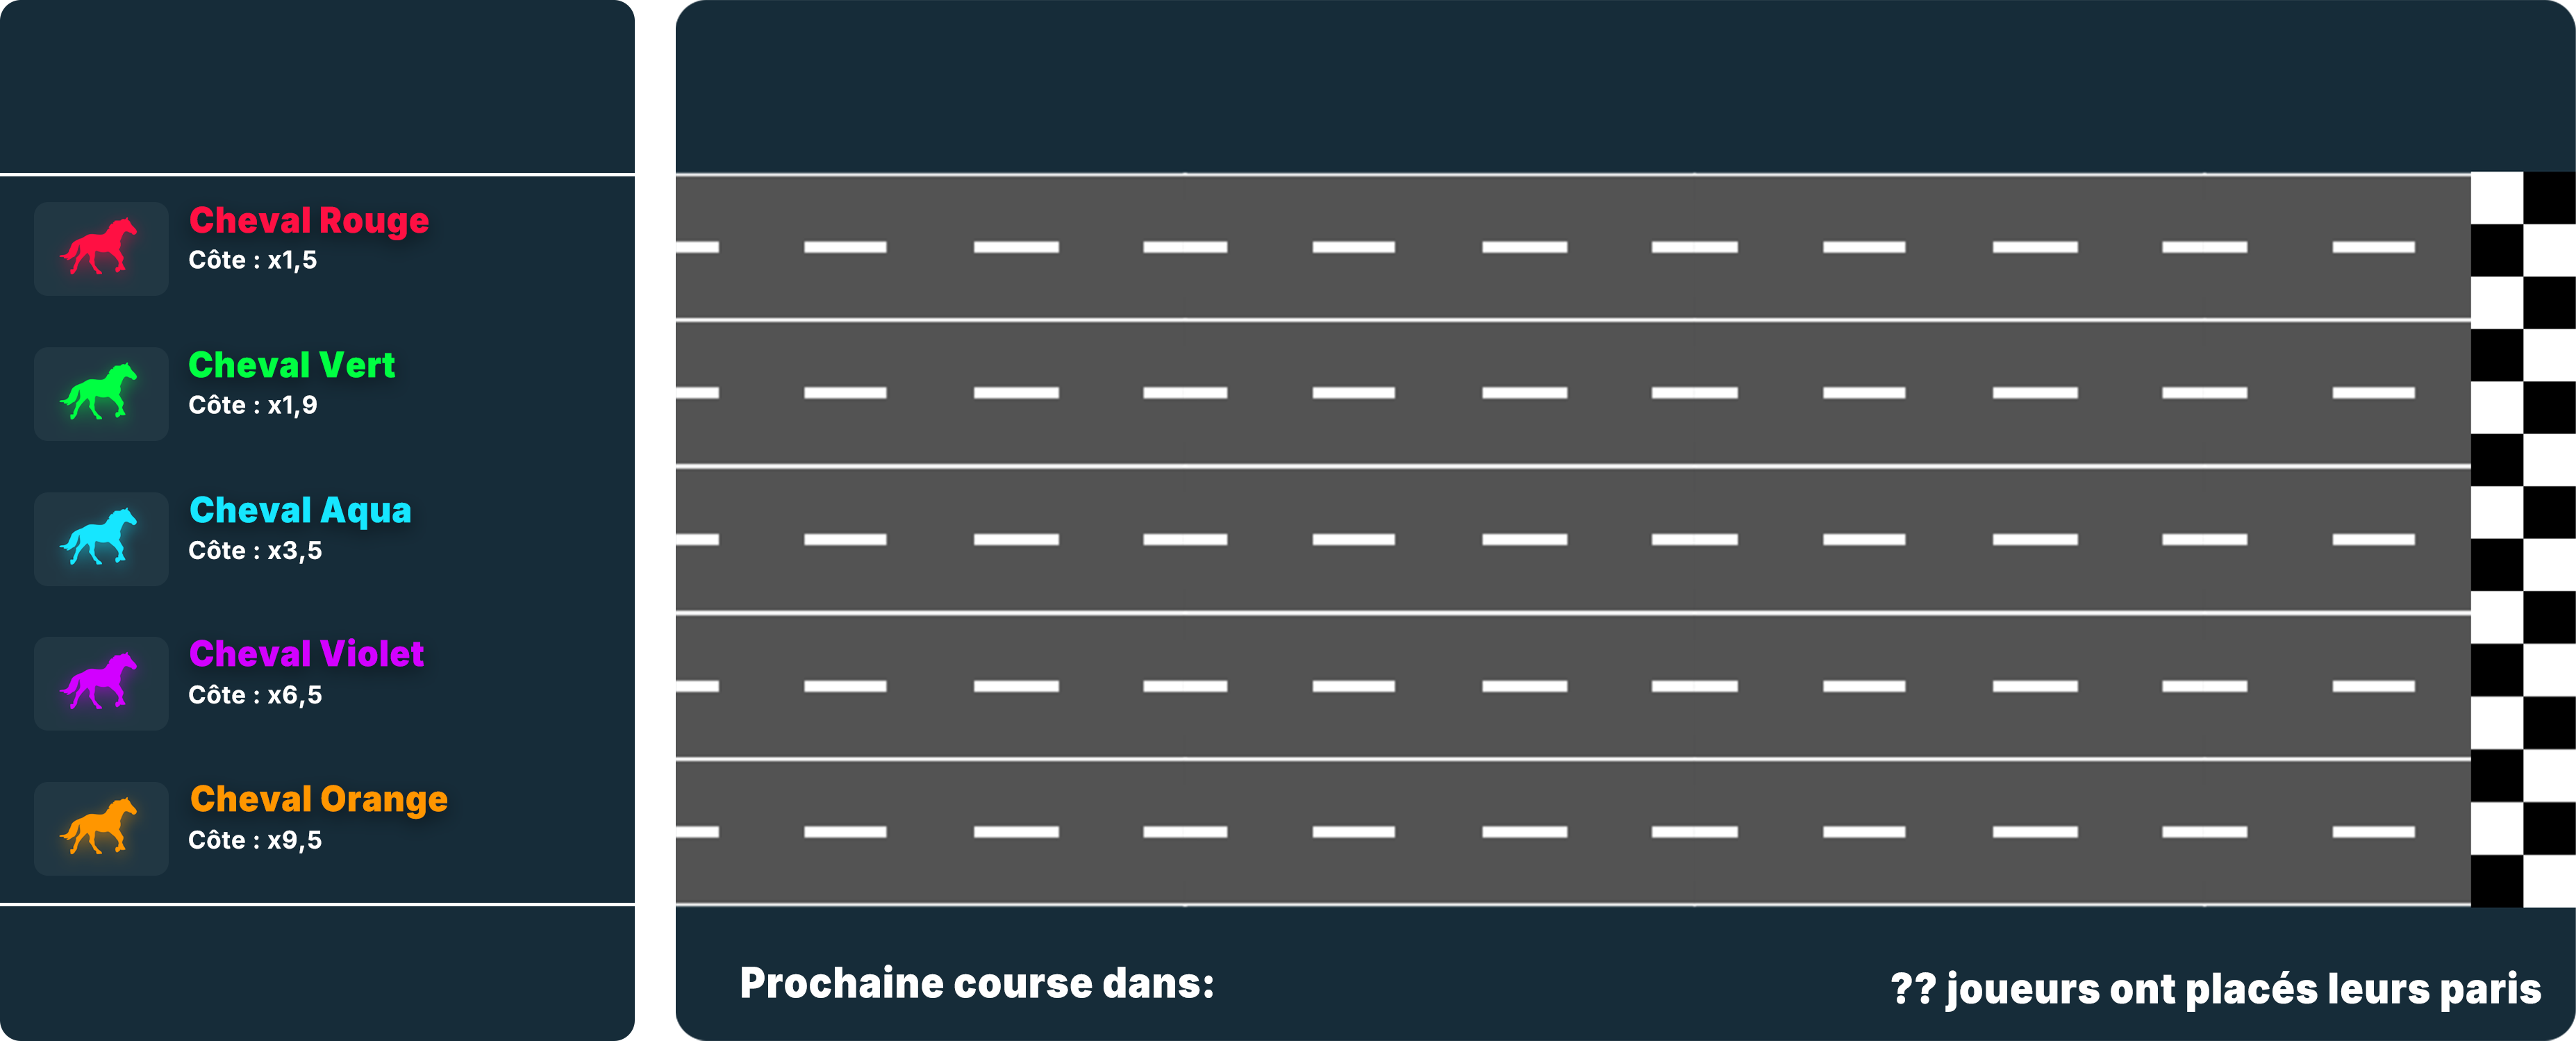 Cheval Rouge
Côte : x1,5
Cheval Vert
Côte : x1,9
Cheval Aqua
Côte : x3,5
Cheval Violet
Côte : x6,5
Cheval Orange
Côte : x9,5
Prochaine course dans:
?? joueurs ont placés leurs paris